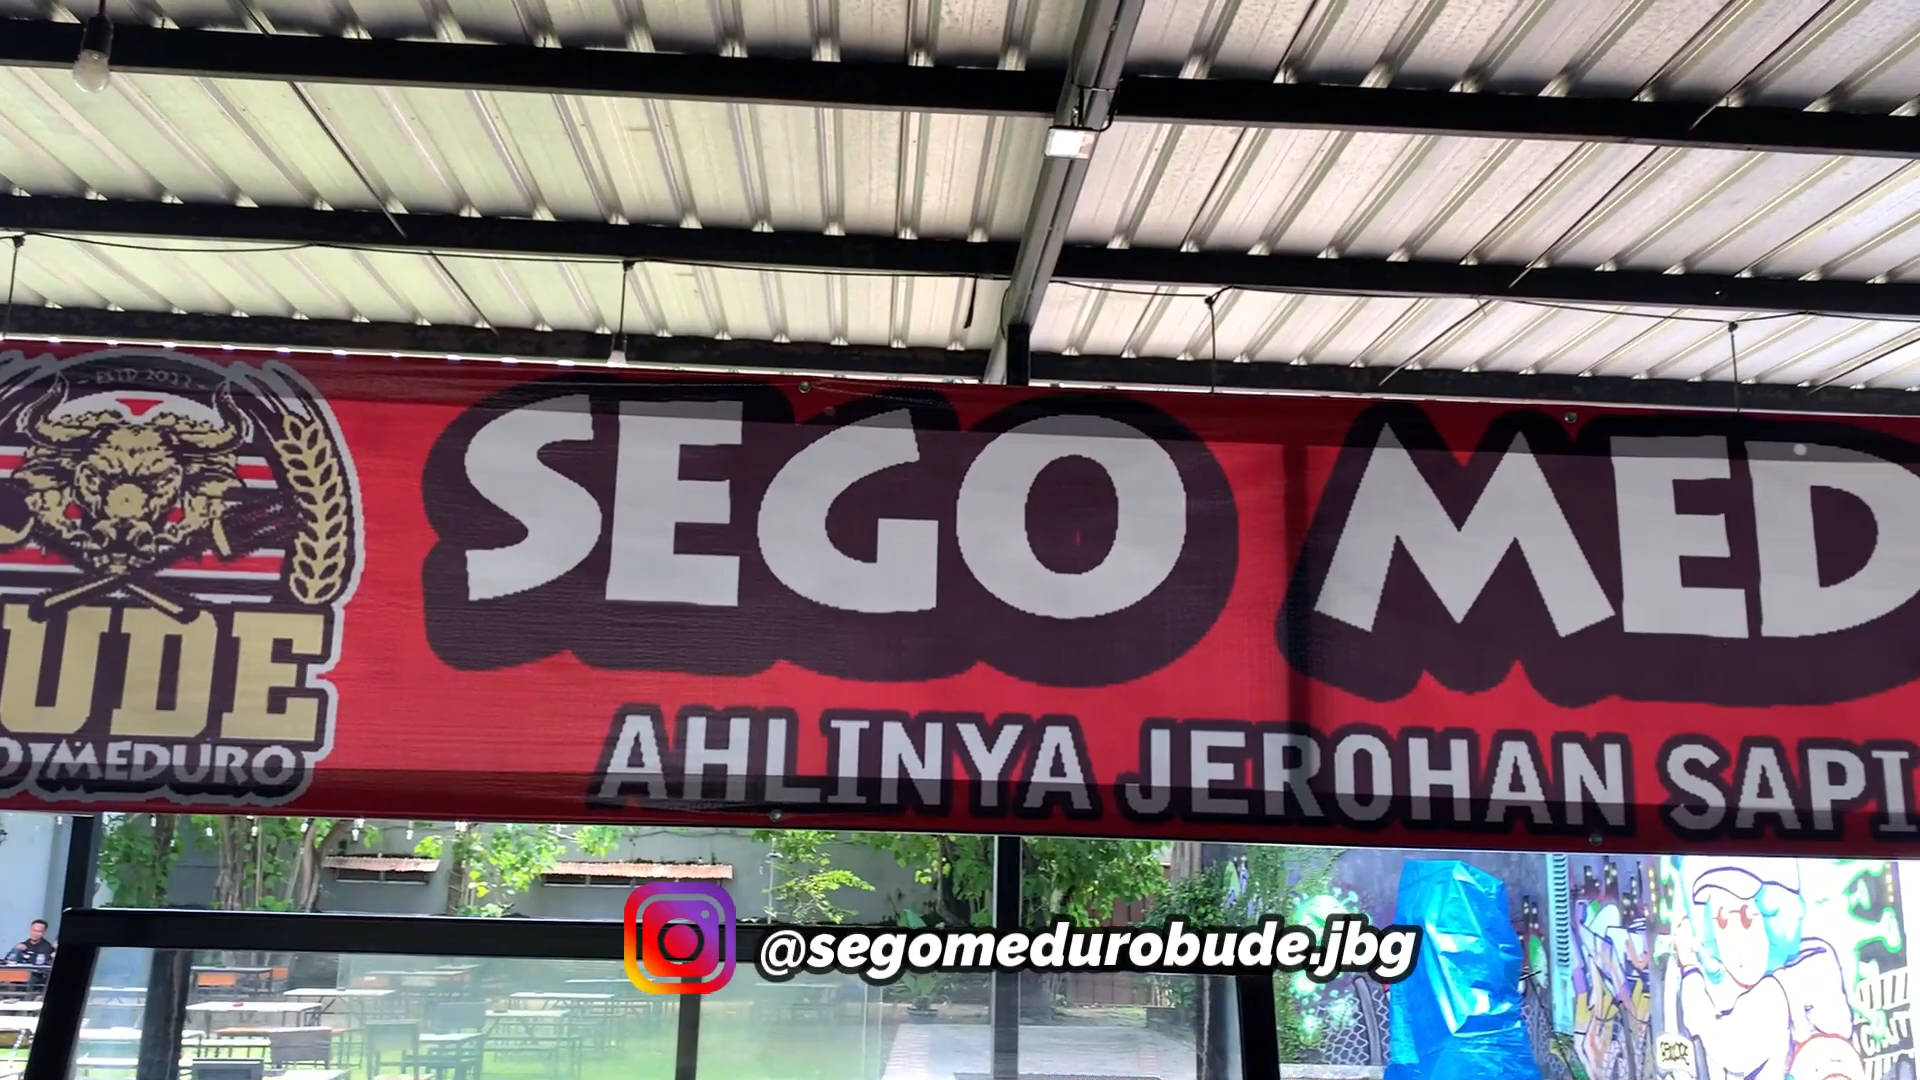 ESTD 2022
UDE
O MEDURO
SEGO MED
AHLINYA JEROHAN SAPI
@segomedurobude.jbg